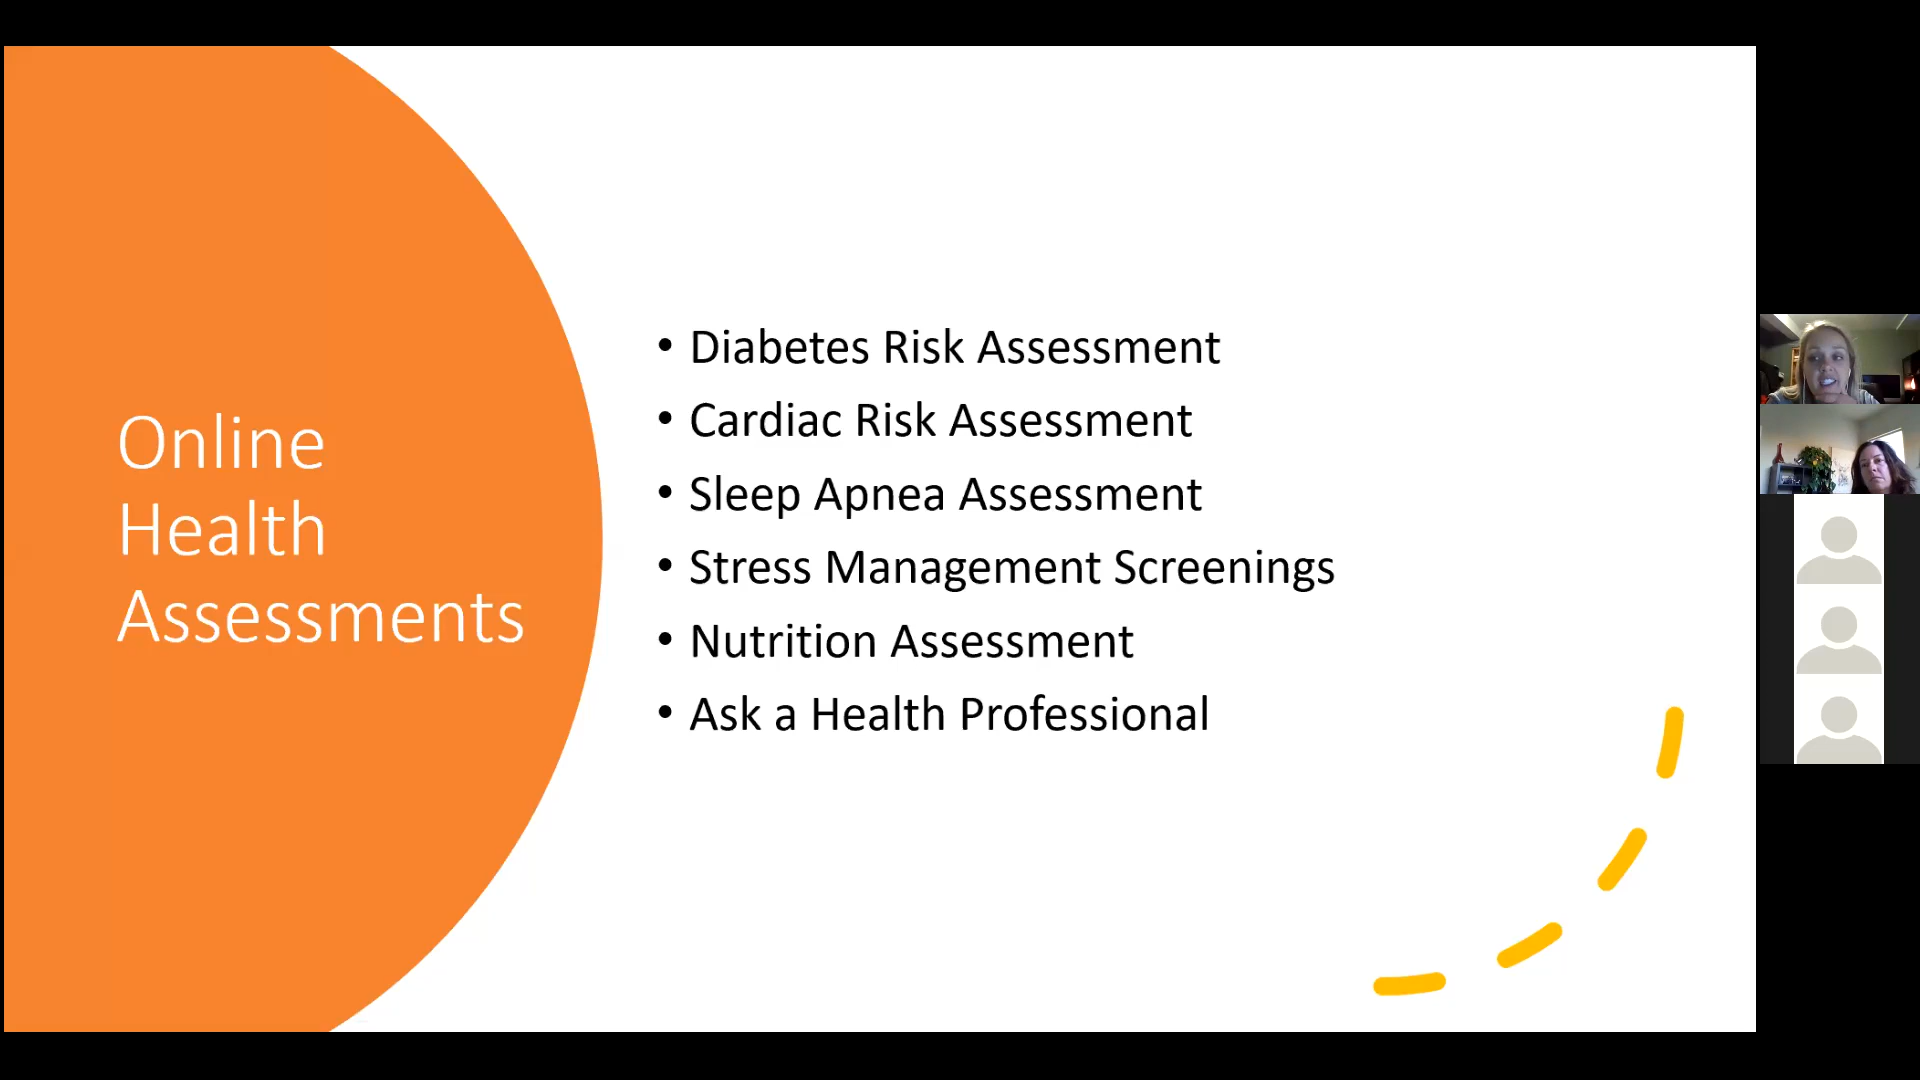 Online
Health
Assessments
• Diabetes Risk Assessment
• Cardiac Risk Assessment
• Sleep Apnea Assessment
• Stress Management Screenings
• Nutrition Assessment
• Ask a Health Professional